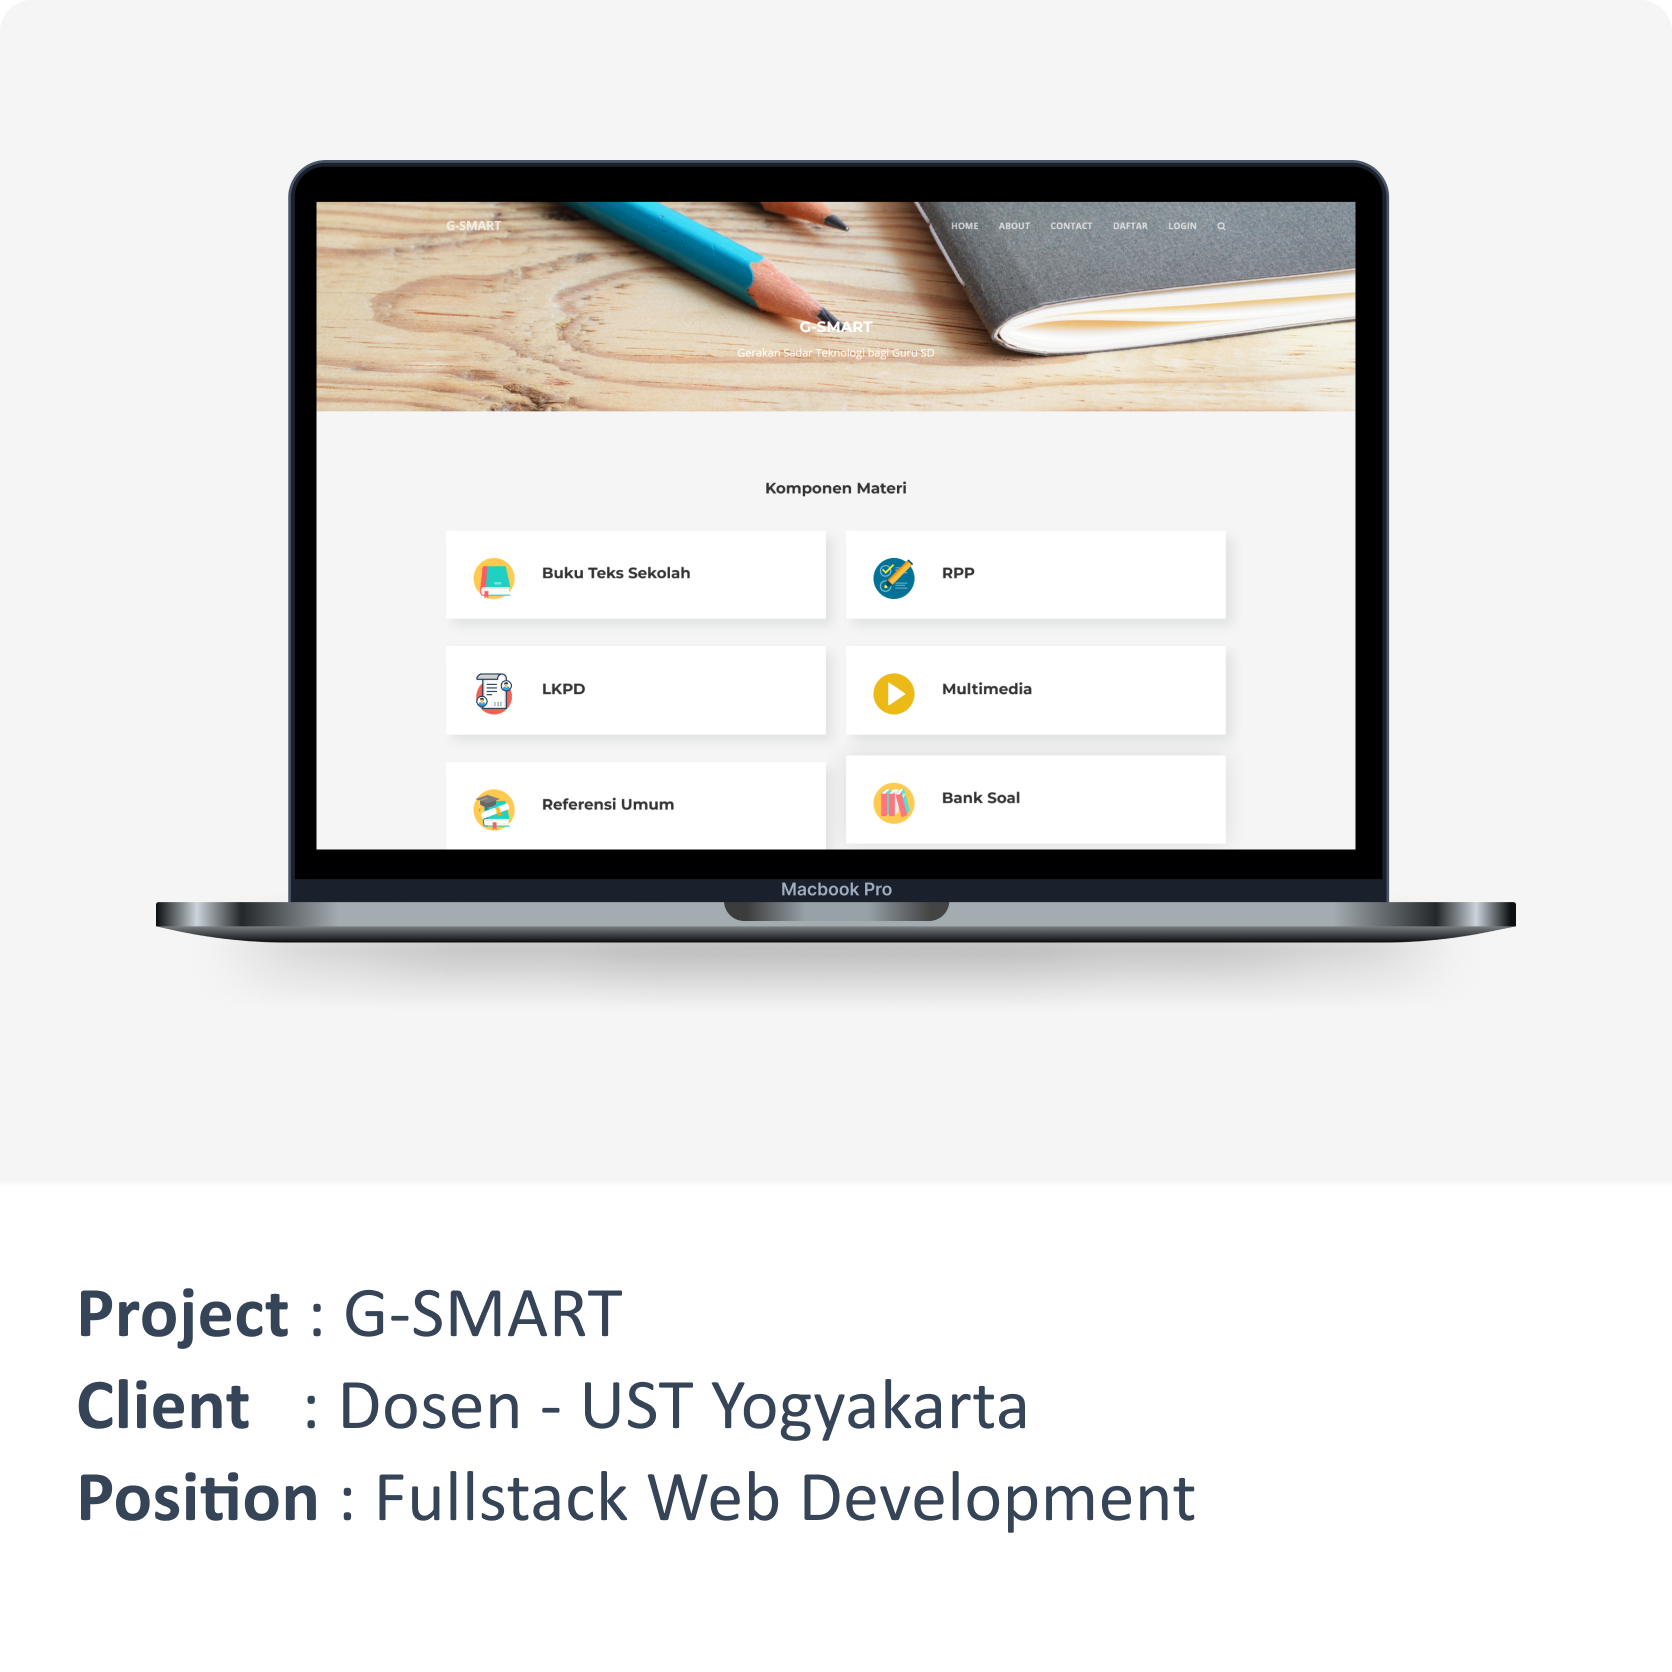 G-SMART
HOME ABOUT CONTACT DAFTAR LOGIN
G-SMART
Gerakan Sadar Teknologi bagi Guru SD
Komponen Materi
Buku Teks Sekolah
RPP
LKPD
Multimedia
Referensi Umum
Bank Soal
Macbook Pro
Project : G-SMART
Client : Dosen - UST Yogyakarta
Position : Fullstack Web Development